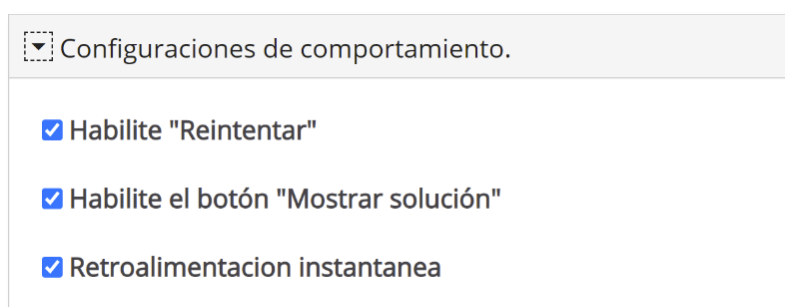 Configuraciones de comportamiento.
Habilite "Reintentar"
Habilite el botón "Mostrar solución"
Retroalimentacion instantanea